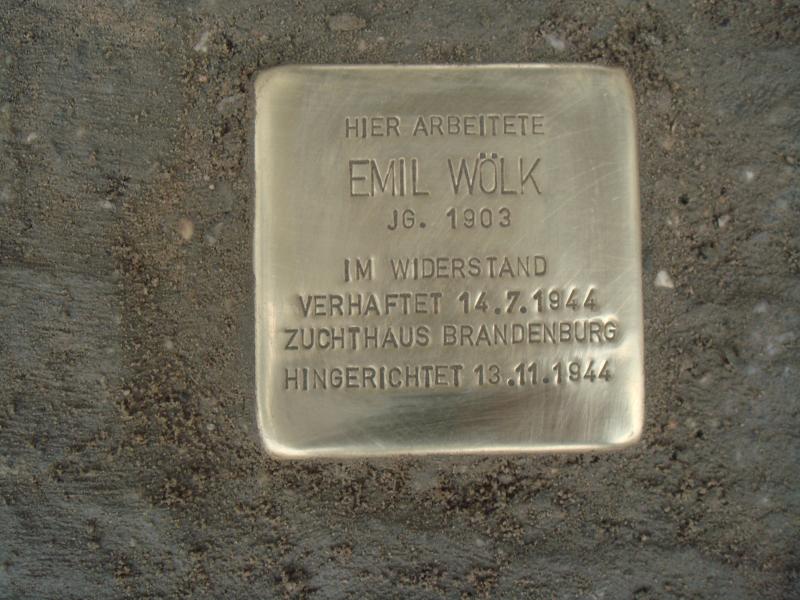 HIER ARBEITETE
EMIL WÖLK
JG. 1903
IM WIDERSTAND
VERHAFTET 14.7.1944
ZUCHTHAUS BRANDENBURG
HINGERICHTET 13.11.1944